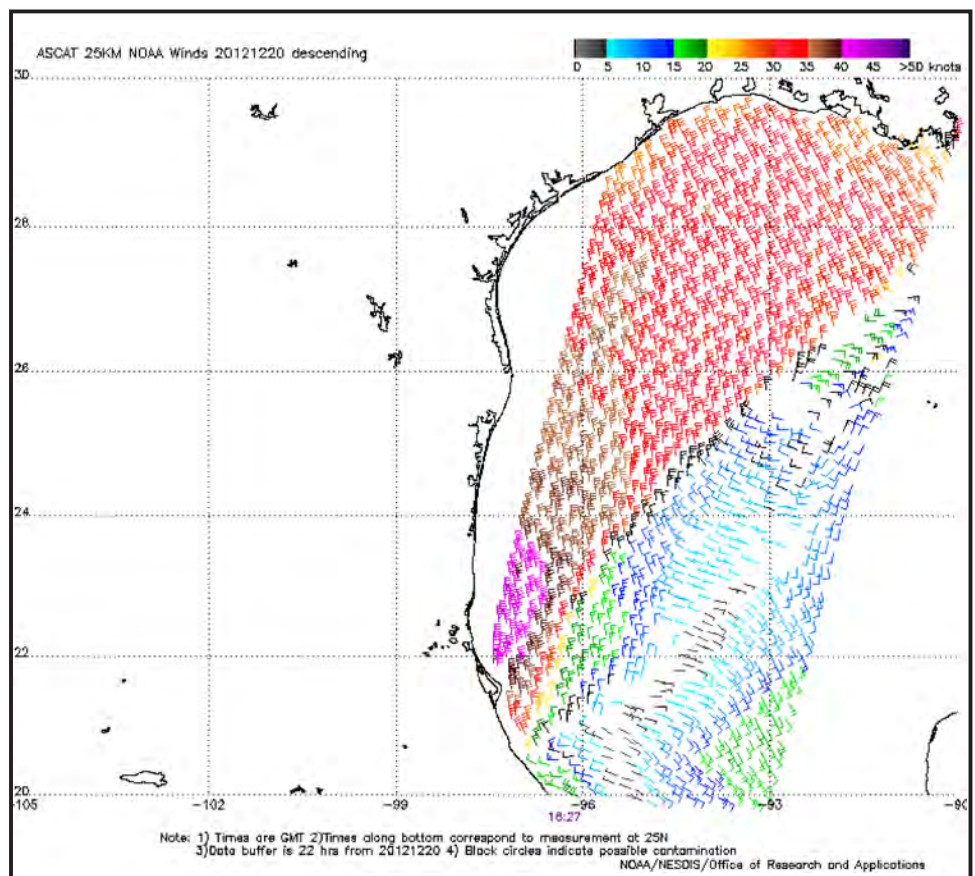 ASCAT 25KM NOAA Winds 20121220 descending
0 5 10 15 20 25 30 35 40 45 >50 knots
30
28
26
24
22
20
-105 -102 -99 -96 -93 -90
16:27
Note: 1) Times are GMT 2)Times along bottom correspond to measurement at 25N
3)Data buffer is 22 hrs from 20121220 4) Black circles indicate possible contamination
NOAA/NESDIS/Office of Research and Applications